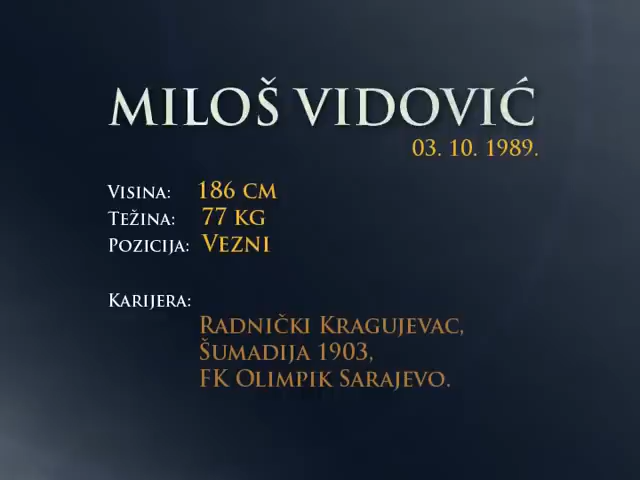 MILOŠ VIDOVIĆ
03. 10. 1989.
VISINA: 186 CM
TEŽINA: 77 KG
POZICIJA: VEZNI
KARIJERA:
RADNIČKI KRAGUJEVAC,
ŠUMADIJA 1903,
FK OLIMPIK SARAJEVO.